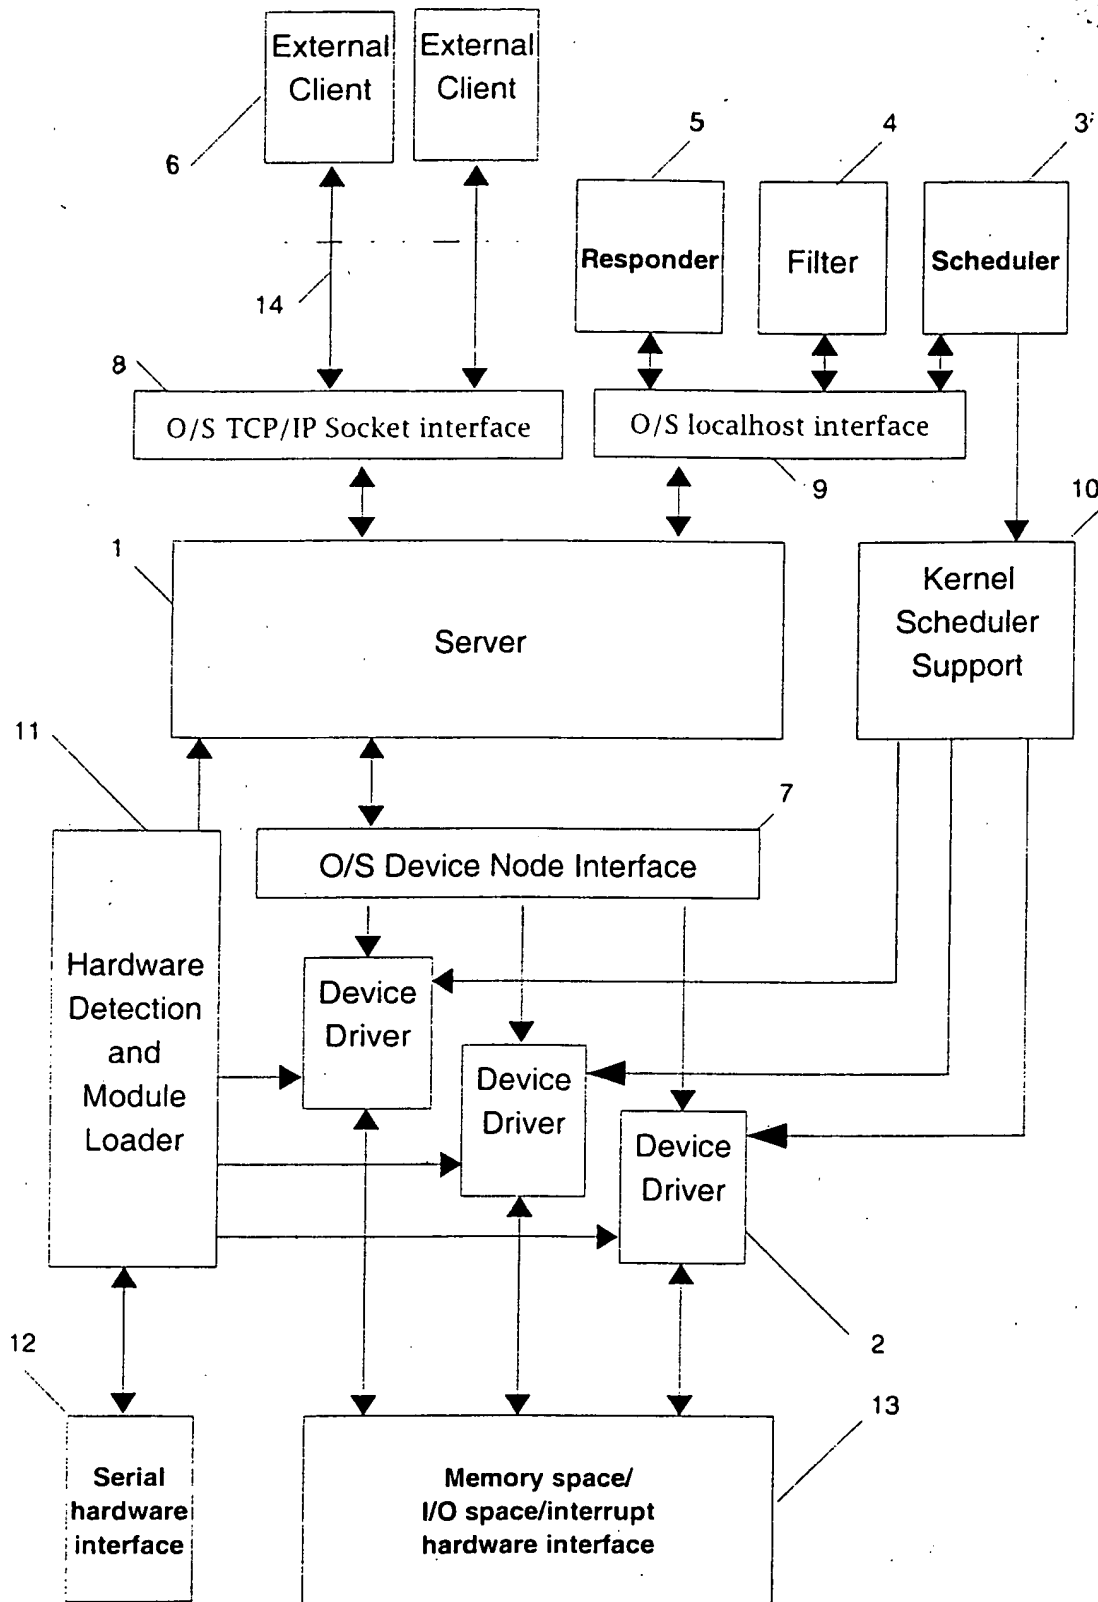 External
Client
External
Client
6
5
4
3
Responder
Filter
Scheduler
14
8
O/S TCP/IP Socket interface
O/S localhost interface
9
10
1
Server
Kernel
Scheduler
Support
11
7
O/S Device Node Interface
Hardware
Detection
and
Module
Loader
Device
Driver
Device
Driver
Device
Driver
12
2
13
Serial
hardware
interface
Memory space/
I/O space/interrupt
hardware interface